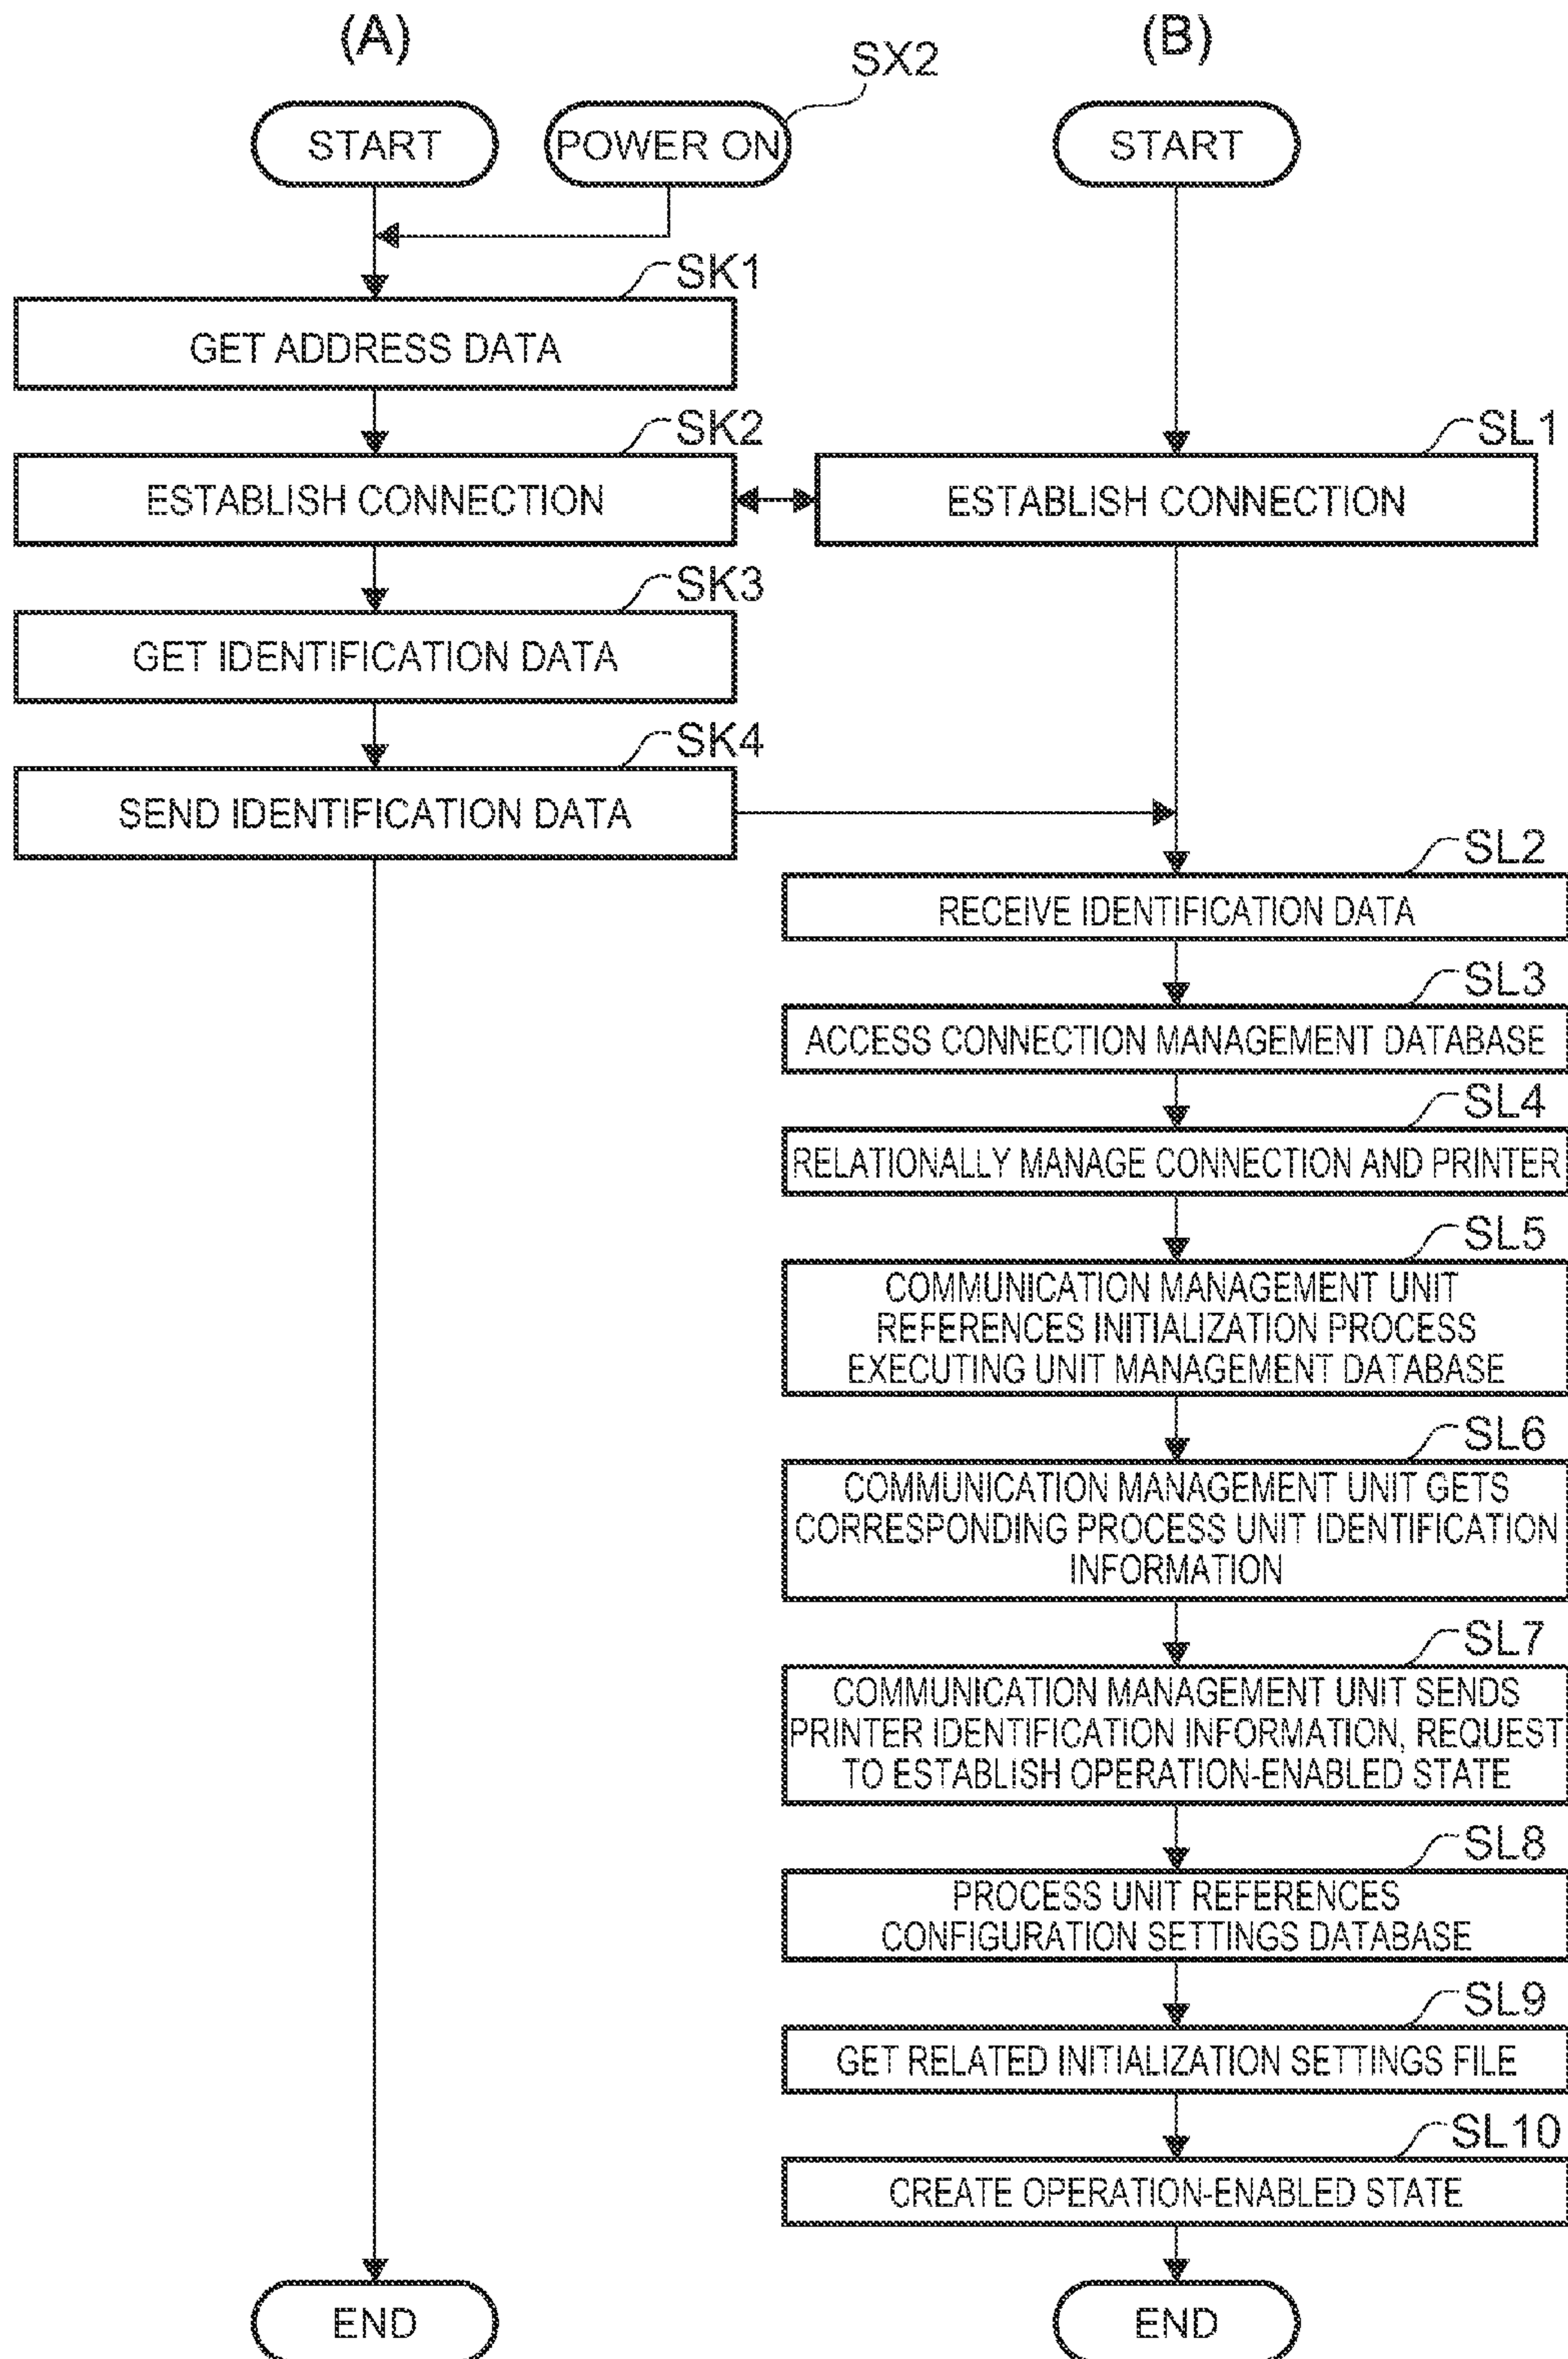 (A)
(B)
SX2
START
POWER ON
START
SK1
GET ADDRESS DATA
SK2
SL1
ESTABLISH CONNECTION
ESTABLISH CONNECTION
SK3
GET IDENTIFICATION DATA
SK4
SEND IDENTIFICATION DATA
SL2
RECEIVE IDENTIFICATION DATA
SL3
ACCESS CONNECTION MANAGEMENT DATABASE
SL4
RELATIONALLY MANAGE CONNECTION AND PRINTER
SL5
COMMUNICATION MANAGEMENT UNIT
REFERENCES INITIALIZATION PROCESS
EXECUTING UNIT MANAGEMENT DATABASE
SL6
COMMUNICATION MANAGEMENT UNIT GETS
CORRESPONDING PROCESS UNIT IDENTIFICATION
INFORMATION
SL7
COMMUNICATION MANAGEMENT UNIT SENDS
PRINTER IDENTIFICATION INFORMATION, REQUEST
TO ESTABLISH OPERATION-ENABLED STATE
SL8
PROCESS UNIT REFERENCES
CONFIGURATION SETTINGS DATABASE
SL9
GET RELATED INITIALIZATION SETTINGS FILE
SL10
CREATE OPERATION-ENABLED STATE
END
END